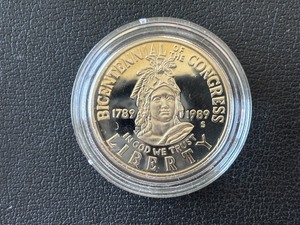 BICENTENNIAL OF THE CONGRESS
1789 1989
S
IN GOD WE TRUST
LIBERTY